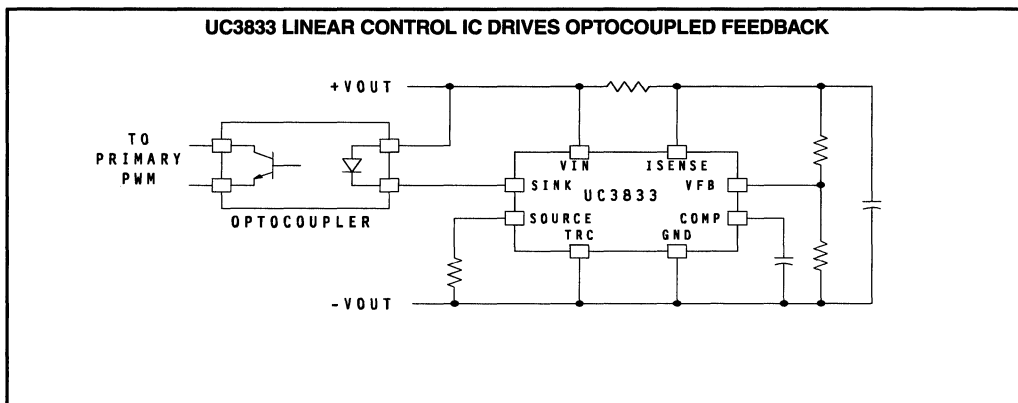 UC3833 LINEAR CONTROL IC DRIVES OPTOCOUPLED FEEDBACK
+VOUT
TO
PRIMARY
PWM
OPTOCOUPLER
VIN
ISENSE
SINK
VFB
UC3833
SOURCE
COMP
TRC
GND
-VOUT